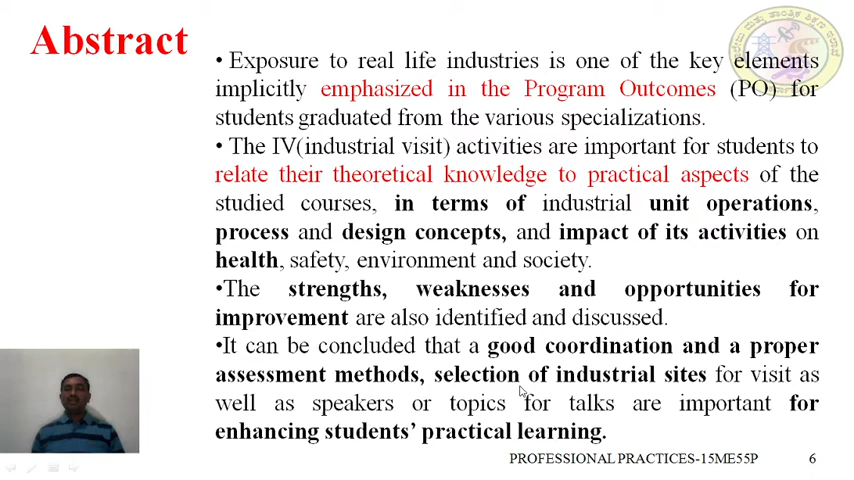 Abstract
• Exposure to real life industries is one of the key elements
implicitly emphasized in the Program Outcomes (PO) for
students graduated from the various specializations.
• The IV(industrial visit) activities are important for students to
relate their theoretical knowledge to practical aspects of the
studied courses, in terms of industrial unit operations,
process and design concepts, and impact of its activities on
health, safety, environment and society.
•The strengths, weaknesses and opportunities for
improvement are also identified and discussed.
•It can be concluded that a good coordination and a proper
assessment methods, selection of industrial sites for visit as
well as speakers or topics for talks are important for
enhancing students’ practical learning.
PROFESSIONAL PRACTICES-15ME55P 6